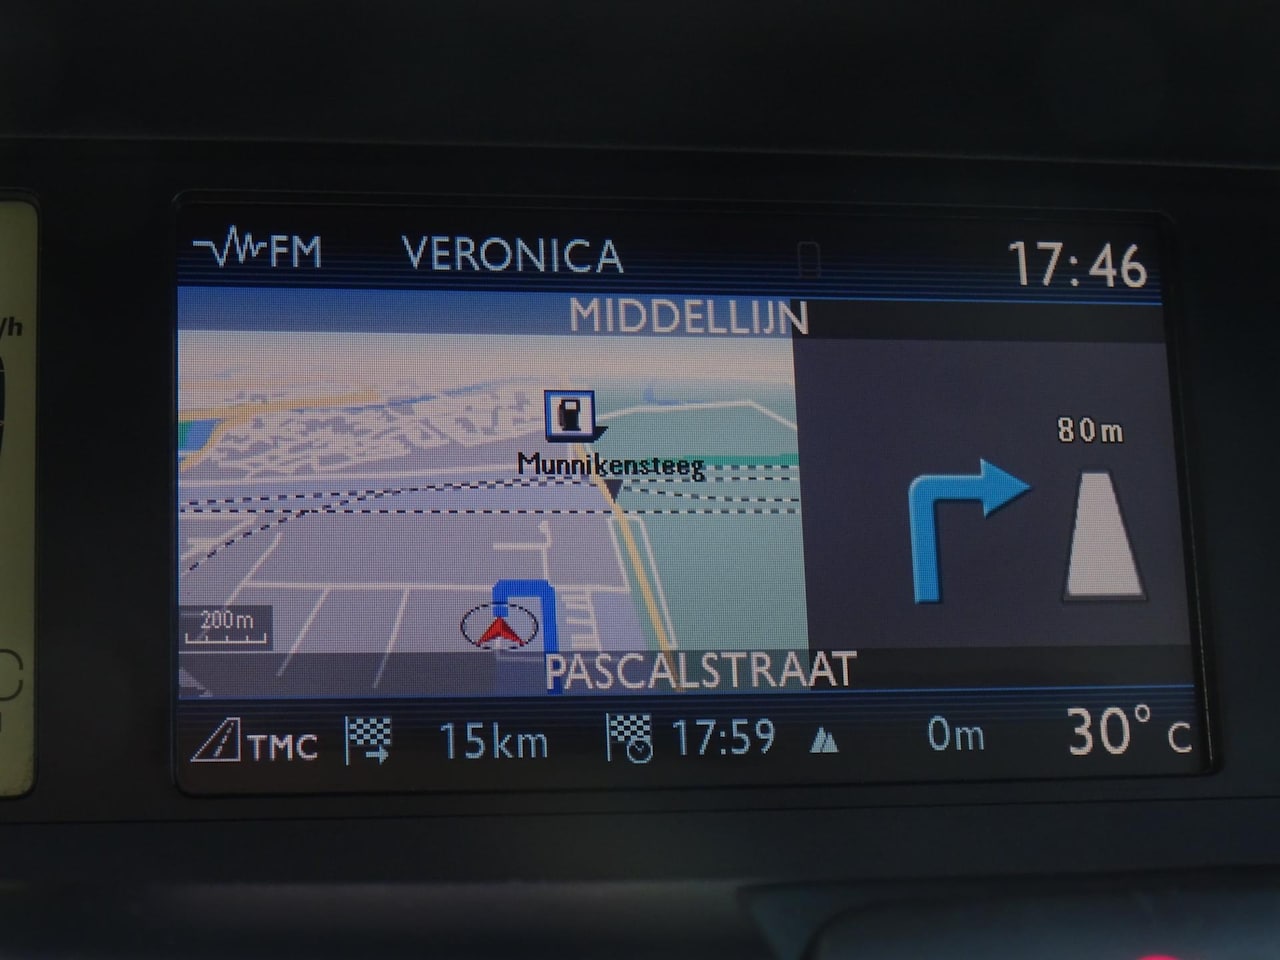 /h
FM VERONICA 17:46
MIDDELLIJN
80m
Munnikensteeg
200m
PASCALSTRAAT
TMC 15km 17:59 0m 30° C